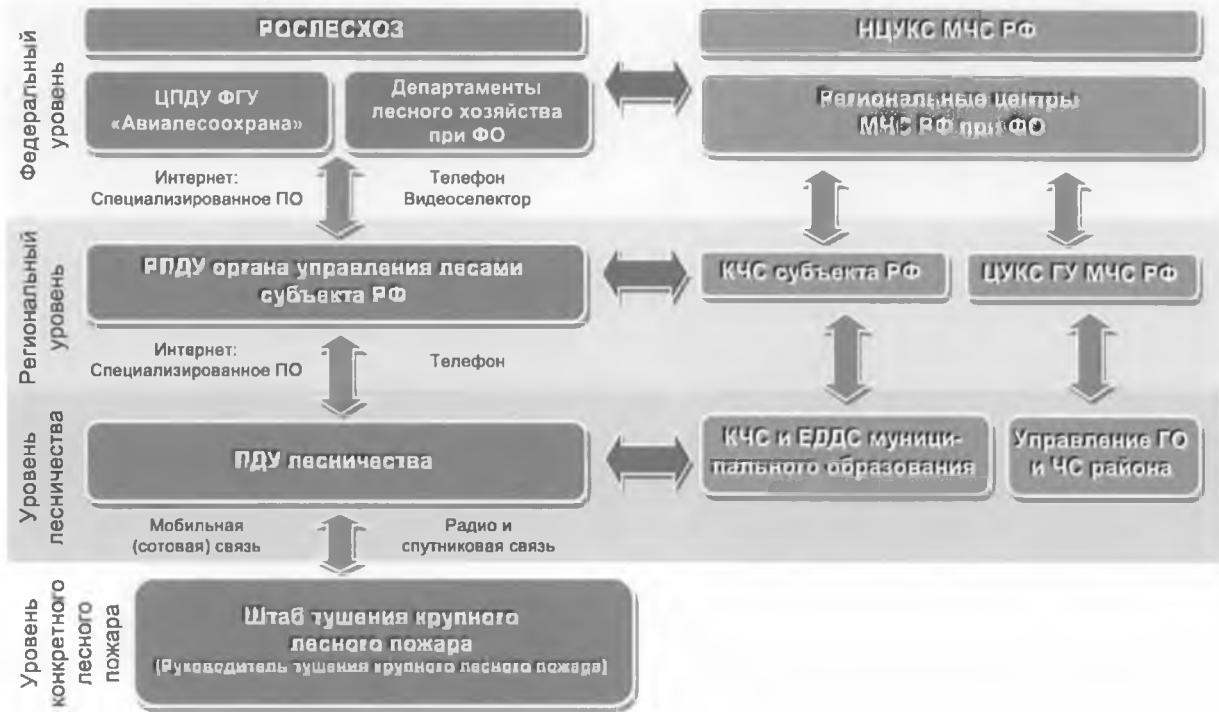 Федеральный
уровень
РОСЛЕСХОЗ
НЦУКС МЧС РФ
ЦПДУ ФГУ
«Авиалесоохрана»
Департаменты
лесного хозяйства
при ФО
Региональные центры
МЧС РФ при ФО
Интернет:
Специализированное ПО
Телефон
Видеоселектор
Региональный
уровень
РПДУ органа управления лесами
субъекта РФ
КЧС субъекта РФ
ЦУКС ГУ МЧС РФ
Интернет:
Специализированное ПО
Телефон
Уровень
лесничества
ПДУ лесничества
КЧС и ЕДДС муници-
пального образования
Управление ГО
и ЧС района
Мобильная
(сотовая) связь
Радио и
спутниковая связь
Уровень
конкретного
лесного
пожара
Штаб тушения крупного
лесного пожара
(Руководитель тушения крупного лесного пожара)